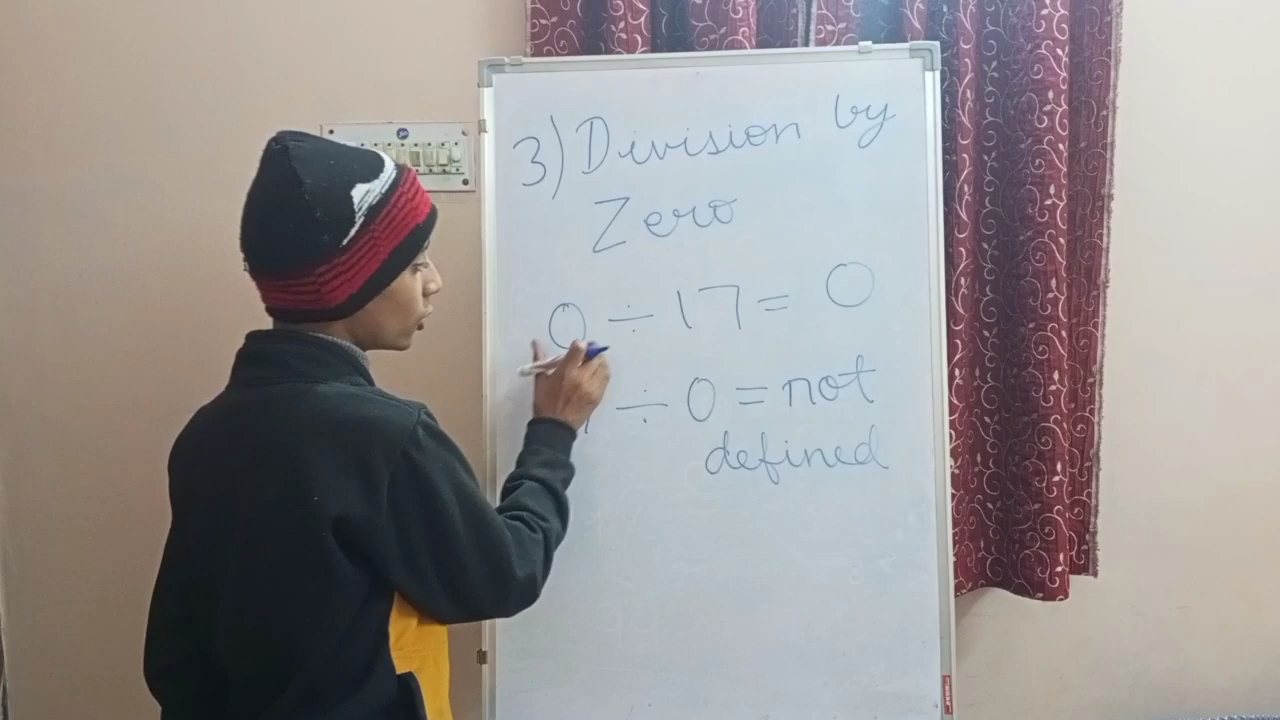 3) Division by
Zero
0 ÷ 17 = 0
÷ 0 = not
defined